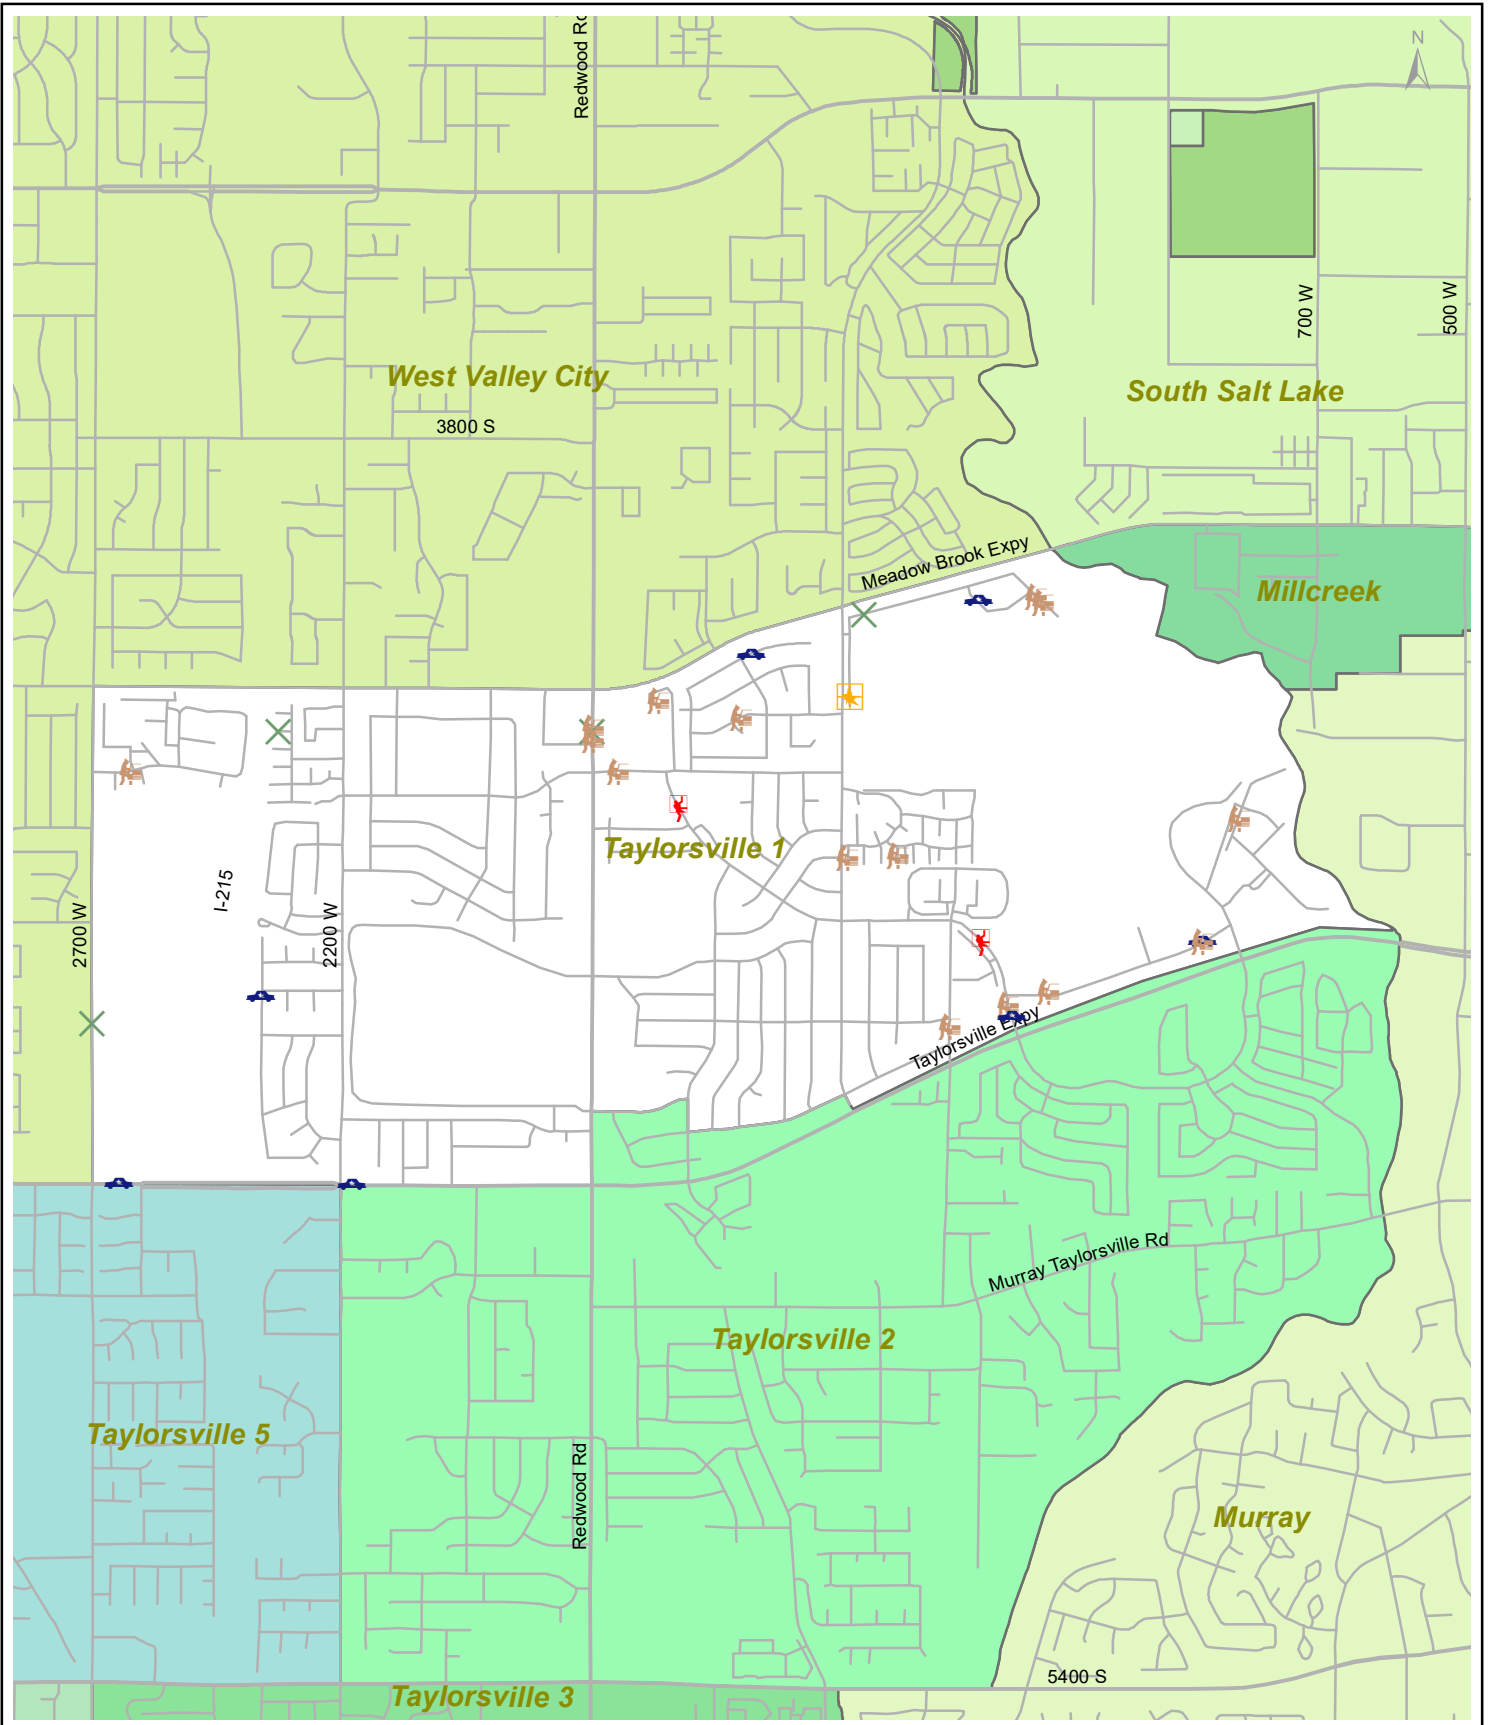 Redwood Rd
N
700 W
500 W
West Valley City
South Salt Lake
3800 S
Meadow Brook Expy
Millcreek
Taylorsville 1
I-215
2700 W
2200 W
Taylorsville Expy
Murray Taylorsville Rd
Taylorsville 2
Taylorsville 5
Redwood Rd
Murray
5400 S
Taylorsville 3